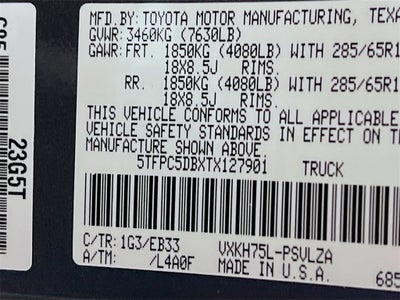 MFD.BY: TOYOTA MOTOR MANUFACTURING, TEXA
GVWR: 3460KG (7630LB)
GAWR: FRT. 1850KG (4080LB) WITH 285/65R1
18X8.5J RIMS.
RR. 1850KG (4080LB) WITH 285/65R1
18X8.5J RIMS.
THIS VEHICLE CONFORMS TO ALL APPLICABLE
VEHICLE SAFETY STANDARDS IN EFFECT ON TH
MANUFACTURE SHOWN ABOVE.
5TFPC5DBXTX127901 TRUCK
C/TR: 1G3/EB33 VXKH75L-PSVLZA
A/TM: /L4A0F MADE IN U.S.A. 685
23G5T